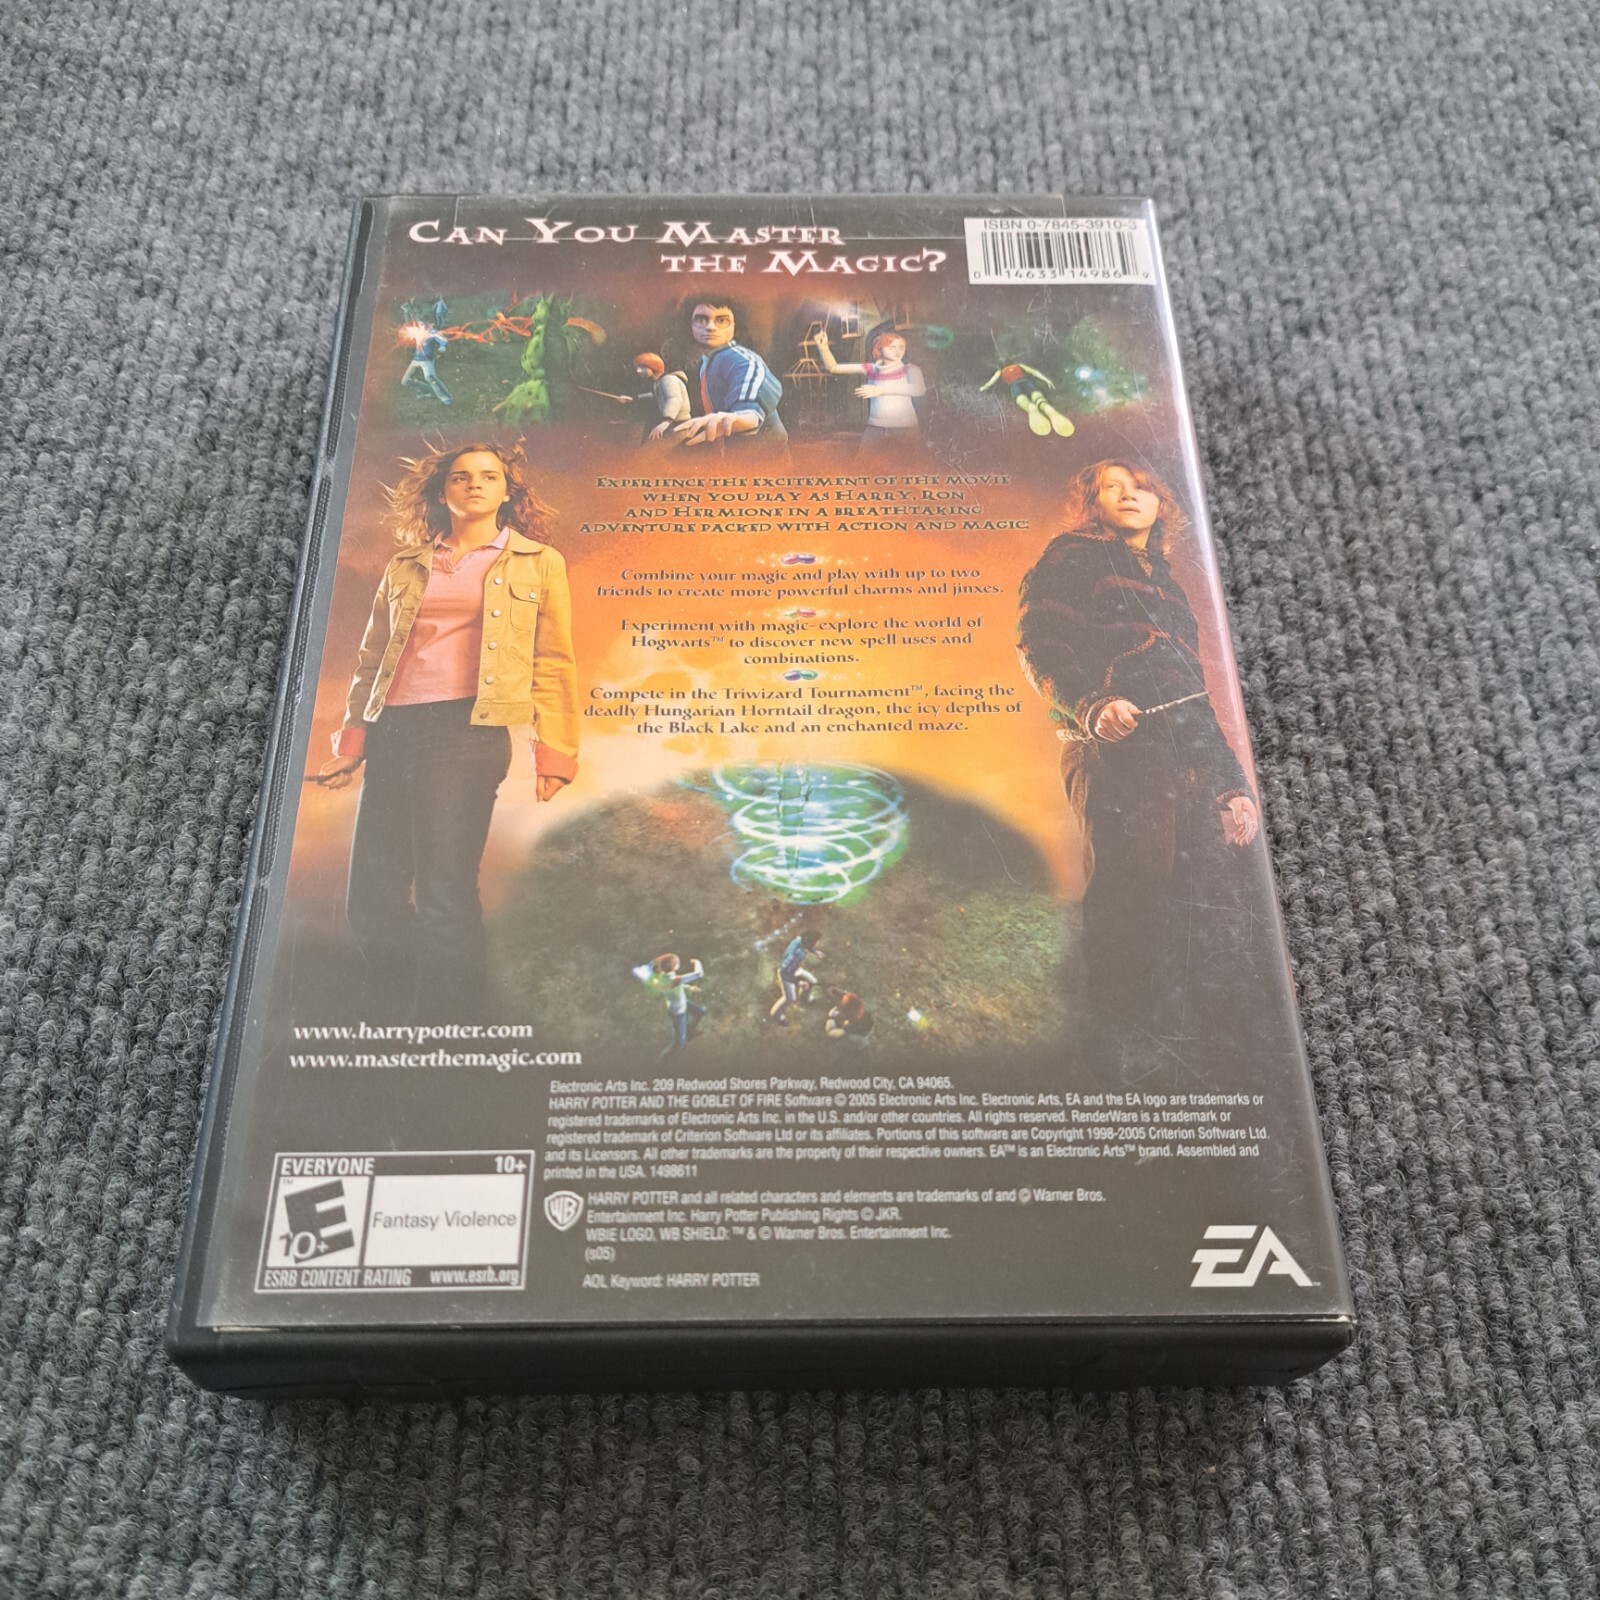 CAN YOU MASTER
THE MAGIC?
ISBN 0-7845-3910-3
0 14633 14986 9
EXPERIENCE THE EXCITEMENT OF THE MOVIE
WHEN YOU PLAY AS HARRY, RON
AND HERMIONE IN A BREATHTAKING
ADVENTURE PACKED WITH ACTION AND MAGIC
Combine your magic and play with up to two
friends to create more powerful charms and jinxes.
Experiment with magic–explore the world of
Hogwarts™ to discover new spell uses and
combinations.
Compete in the Triwizard Tournament™, facing the
deadly Hungarian Horntail dragon, the icy depths of
the Black Lake and an enchanted maze.
www.harrypotter.com
www.masterthemagic.com
Electronic Arts Inc. 209 Redwood Shores Parkway, Redwood City, CA 94065.
HARRY POTTER AND THE GOBLET OF FIRE Software © 2005 Electronic Arts Inc. Electronic Arts, EA and the EA logo are trademarks or
registered trademarks of Electronic Arts Inc. in the U.S. and/or other countries. All rights reserved. RenderWare is a trademark or
registered trademark of Criterion Software Ltd or its affiliates. Portions of this software are Copyright 1998-2005 Criterion Software Ltd.
and its Licensors. All other trademarks are the property of their respective owners. EA™ is an Electronic Arts™ brand. Assembled and
printed in the USA. 1498611
EVERYONE 10+
TM
E
10+
Fantasy Violence
ESRB CONTENT RATING www.esrb.org
WB
HARRY POTTER and all related characters and elements are trademarks of and © Warner Bros.
Entertainment Inc. Harry Potter Publishing Rights © JKR.
WBIE LOGO, WB SHIELD: ™ & © Warner Bros. Entertainment Inc.
(s05)
AOL Keyword: HARRY POTTER
EA™